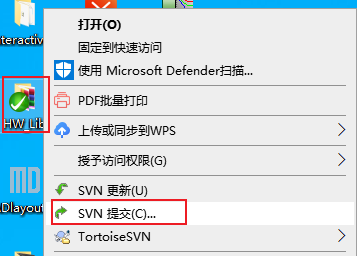 nteractiv
打开(O)
固定到快速访问
使用 Microsoft Defender扫描...
HW_Lib
PDF批量打印
上传或同步到WPS
授予访问权限(G)
MD
Dlayout
SVN 更新(U)
SVN 提交(C)...
TortoiseSVN